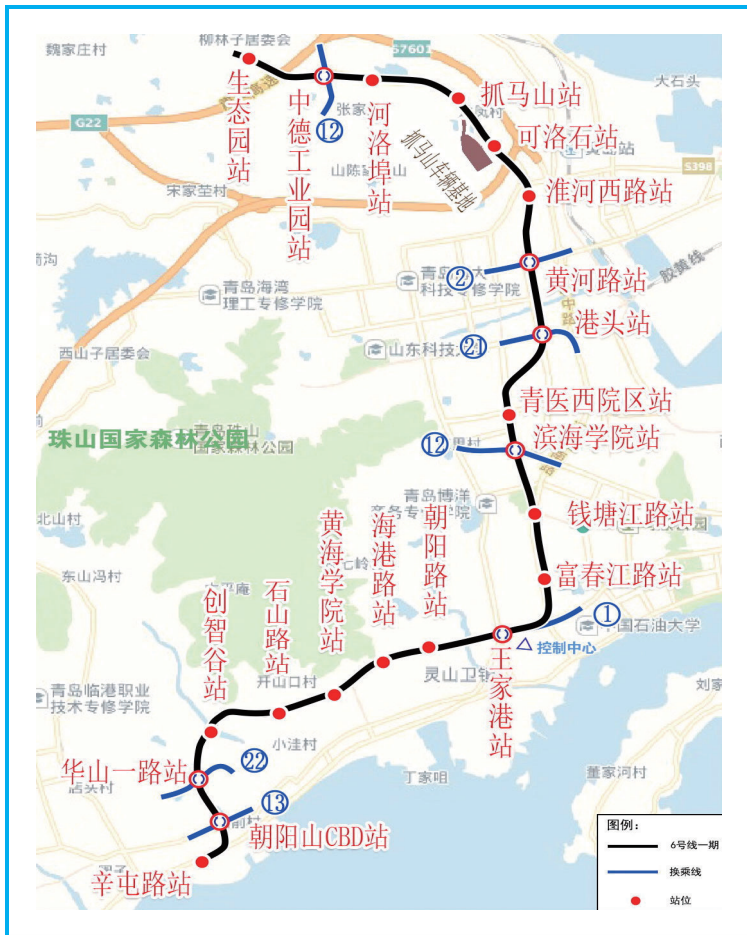 魏家庄村
柳林子居委会
S7601
大石头
G22
生态园站
中德工业园站
⑫
张家
河洛埠站
抓马山站
可洛石站
抓马山车辆基地
S398
淮河西路站
宋家茔村
②
黄河路站
胶黄线
青岛海湾
理工专修学院
科技专修学院
港头站
㉑
山东科技大
西山子居委会
青医西院区站
珠山国家森林公园
国家森林公园
⑫
滨海学院站
青岛博洋
钱塘江路站
北山村
东山冯村
富春江路站
创智谷站
石山路站
黄海学院站
海港路站
朝阳路站
王家港站
①
控制中心
中国石油大学
灵山卫
青岛临港职业
技术专修学院
开山口村
小洼村
刘家
华山一路站
㉒
丁家咀
董家河村
⑬
朝阳山CBD站
辛屯路站
图例：
6号线一期
换乘线
站位